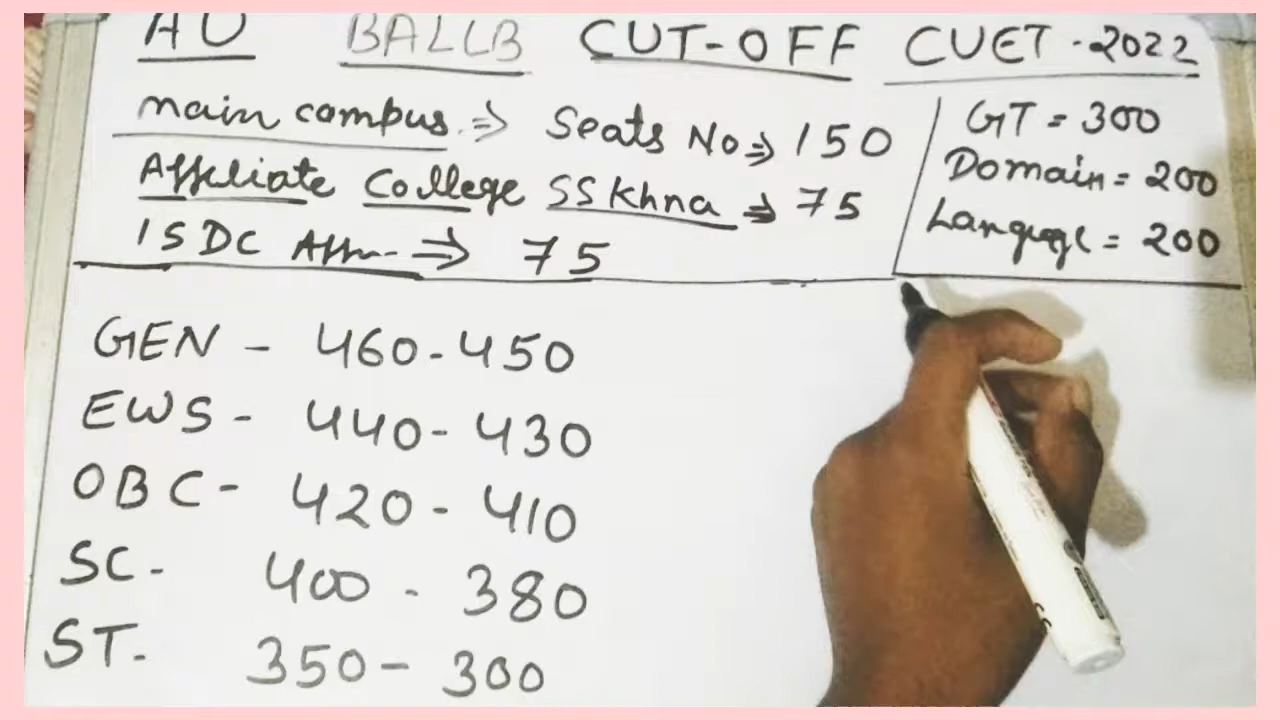 AU BALLB CUT-OFF CUET-2022
main campus ⇒ Seats No ⇒ 150
Affiliate College SS Khna ⇒ 75
ISDC ⇒ 75
GT = 300
Domain = 200
Language = 200
GEN - 460-450
EWS - 440-430
OBC - 420-410
SC - 400 - 380
ST - 350-300